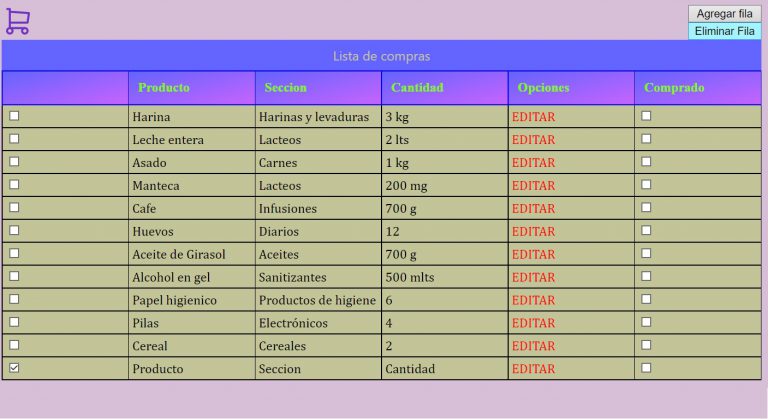 Agregar fila
Eliminar Fila
Lista de compras
Producto Seccion Cantidad Opciones Comprado
Harina Harinas y levaduras 3 kg EDITAR
Leche entera Lacteos 2 lts EDITAR
Asado Carnes 1 kg EDITAR
Manteca Lacteos 200 mg EDITAR
Cafe Infusiones 700 g EDITAR
Huevos Diarios 12 EDITAR
Aceite de Girasol Aceites 700 g EDITAR
Alcohol en gel Sanitizantes 500 mlts EDITAR
Papel higienico Productos de higiene 6 EDITAR
Pilas Electrónicos 4 EDITAR
Cereal Cereales 2 EDITAR
Producto Seccion Cantidad EDITAR